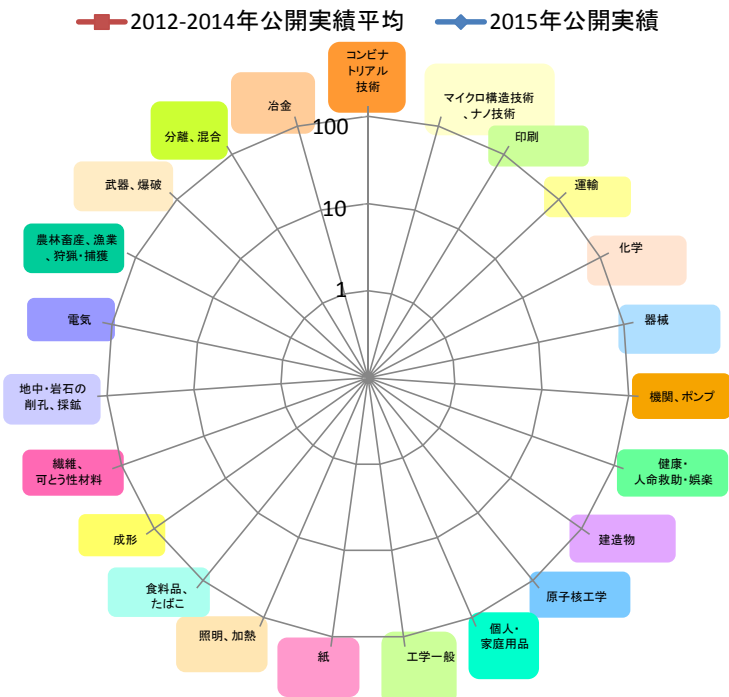 2012-2014年公開実績平均
2015年公開実績
コンビナ
トリアル
技術
マイクロ構造技術
、ナノ技術
印刷
運輸
化学
器械
機関、ポンプ
健康・
人命救助・娯楽
建造物
原子核工学
個人・
家庭用品
工学一般
紙
照明、加熱
食料品、
たばこ
成形
繊維、
可とう性材料
地中・岩石の
削孔、採鉱
電気
農林畜産、漁業
、狩猟・捕獲
武器、爆破
分離、混合
冶金
100
10
1